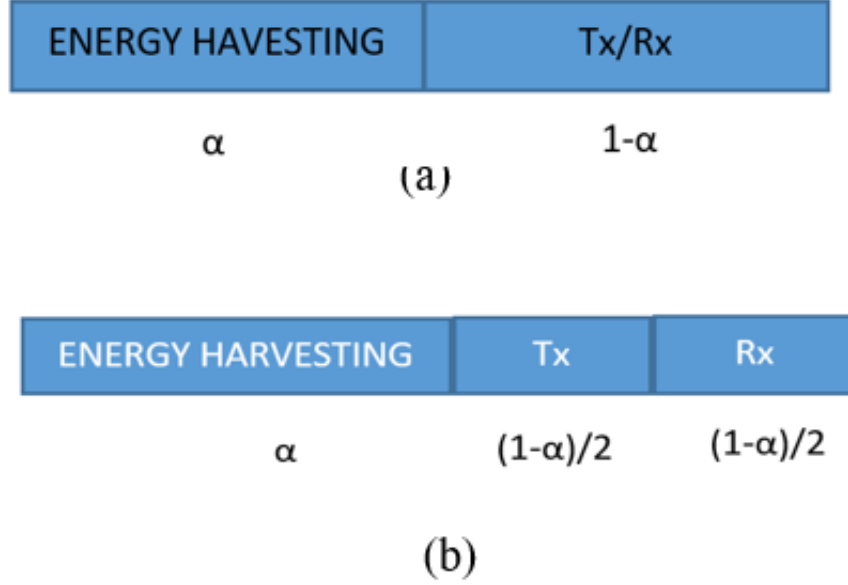 ENERGY HAVESTING Tx/Rx
α 1-α
(a)
ENERGY HARVESTING Tx Rx
α (1-α)/2 (1-α)/2
(b)